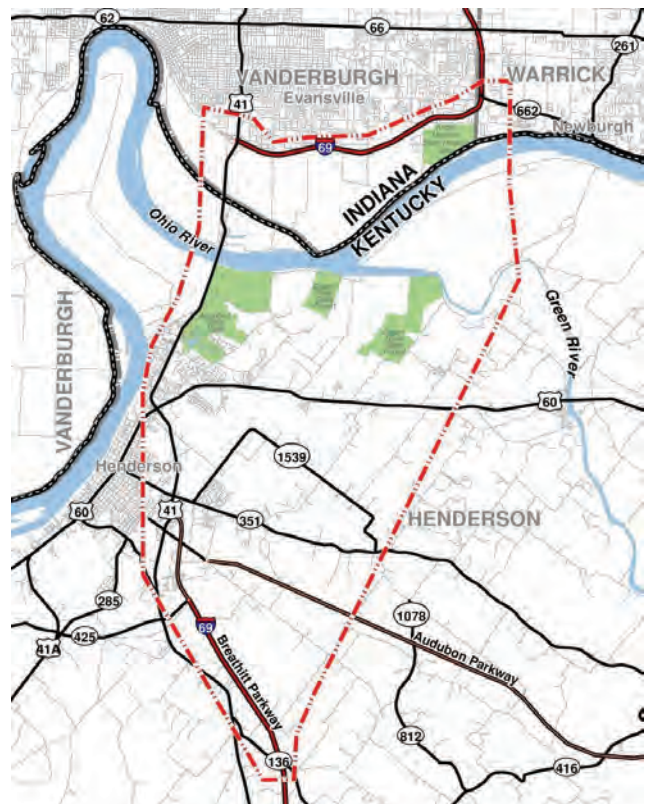 62
66
261
VANDERBURGH
WARRICK
41
Evansville
662
Newburgh
69
INDIANA
KENTUCKY
Ohio River
Green River
VANDERBURGH
60
Henderson
1539
60
41
351
HENDERSON
285
1078
69
425
41A
Breathitt Parkway
Audubon Parkway
812
136
416